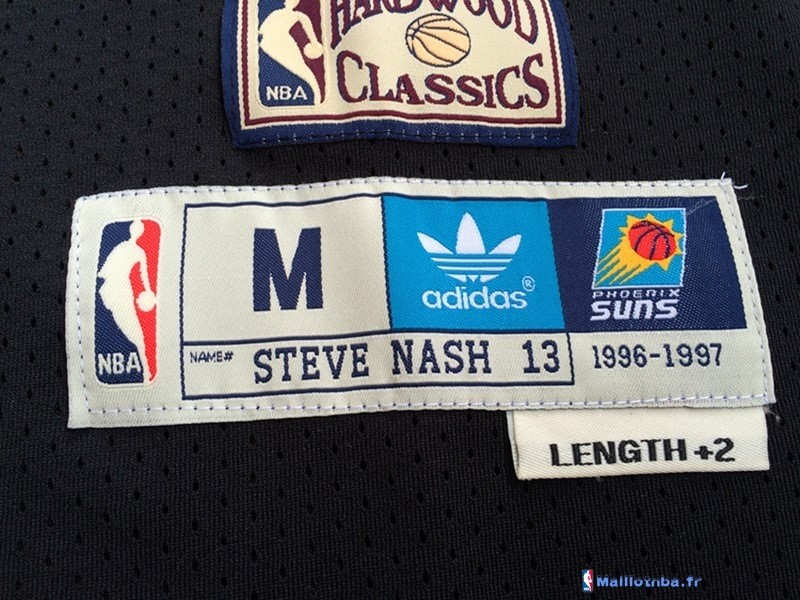 HARDWOOD
CLASSICS
NBA
M
adidas®
PHOENIX
SUNS
NBA
NAME# STEVE NASH 13
1996-1997
LENGTH +2
Maillotnba.fr